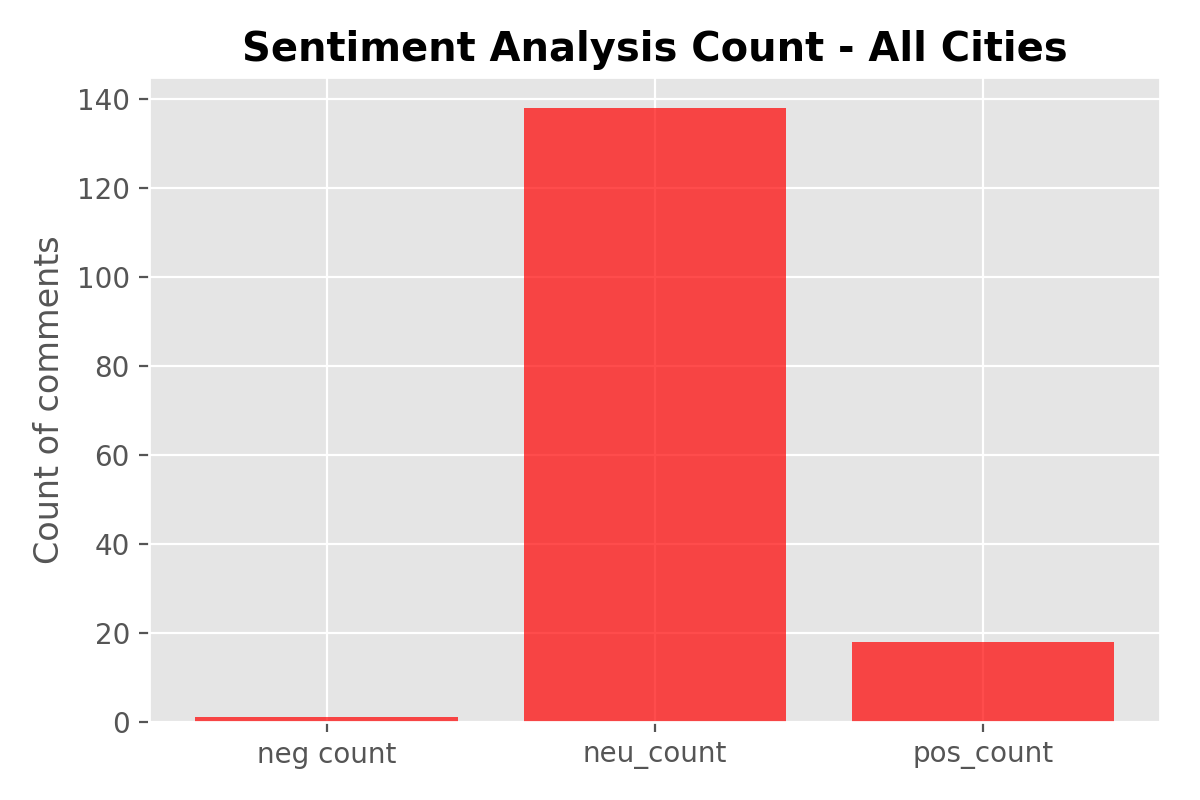 Sentiment Analysis Count - All Cities
Count of comments
140
120
100
80
60
40
20
0
neg count
neu_count
pos_count